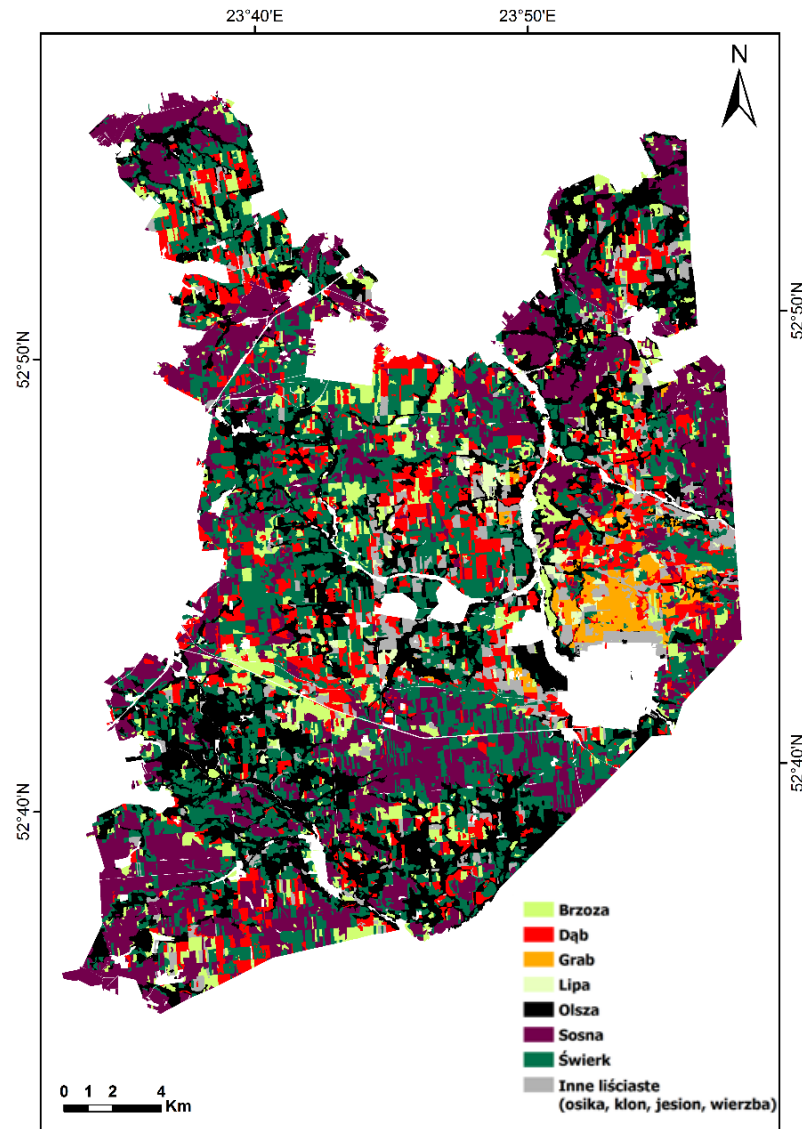 23°40'E 23°50'E
N
52°50'N
52°50'N
52°40'N
52°40'N
Brzoza
Dąb
Grab
Lipa
Olsza
Sosna
Świerk
Inne liściaste
(osika, klon, jesion, wierzba)
0 1 2 4
Km